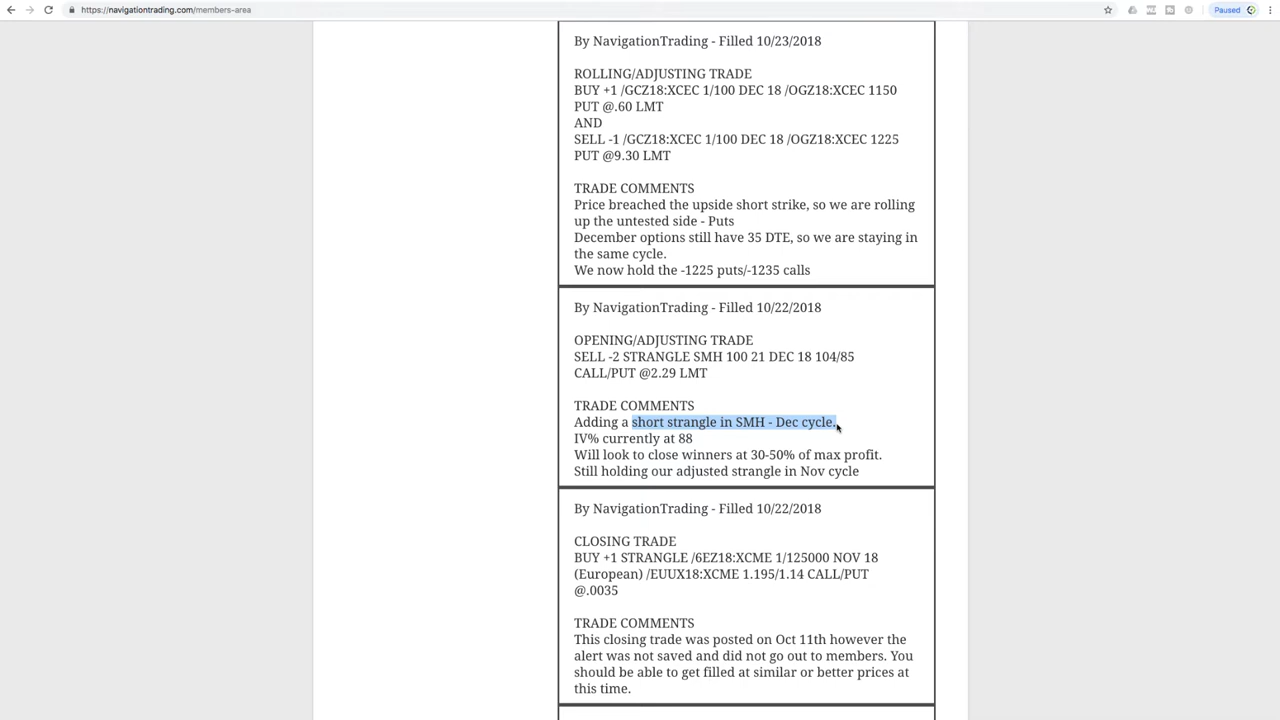 https://navigationtrading.com/members-area
Paused
By NavigationTrading - Filled 10/23/2018
ROLLING/ADJUSTING TRADE
BUY +1 /GCZ18:XCEC 1/100 DEC 18 /OGZ18:XCEC 1150
PUT @.60 LMT
AND
SELL -1 /GCZ18:XCEC 1/100 DEC 18 /OGZ18:XCEC 1225
PUT @9.30 LMT
TRADE COMMENTS
Price breached the upside short strike, so we are rolling
up the untested side - Puts
December options still have 35 DTE, so we are staying in
the same cycle.
We now hold the -1225 puts/-1235 calls
By NavigationTrading - Filled 10/22/2018
OPENING/ADJUSTING TRADE
SELL -2 STRANGLE SMH 100 21 DEC 18 104/85
CALL/PUT @2.29 LMT
TRADE COMMENTS
Adding a short strangle in SMH - Dec cycle.
IV% currently at 88
Will look to close winners at 30-50% of max profit.
Still holding our adjusted strangle in Nov cycle
By NavigationTrading - Filled 10/22/2018
CLOSING TRADE
BUY +1 STRANGLE /6EZ18:XCME 1/125000 NOV 18
(European) /EUUX18:XCME 1.195/1.14 CALL/PUT
@.0035
TRADE COMMENTS
This closing trade was posted on Oct 11th however the
alert was not saved and did not go out to members. You
should be able to get filled at similar or better prices at
this time.